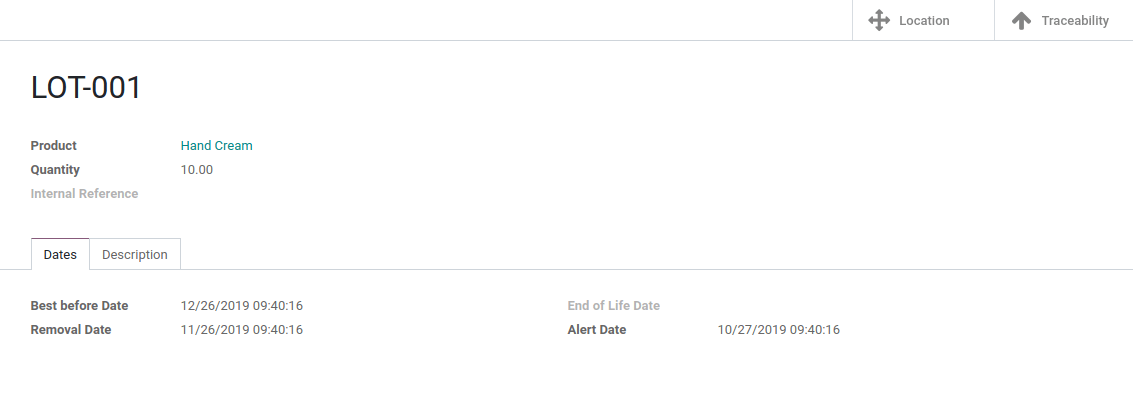 Location Traceability
LOT-001
Product Hand Cream
Quantity 10.00
Internal Reference
Dates Description
Best before Date 12/26/2019 09:40:16 End of Life Date
Removal Date 11/26/2019 09:40:16 Alert Date 10/27/2019 09:40:16